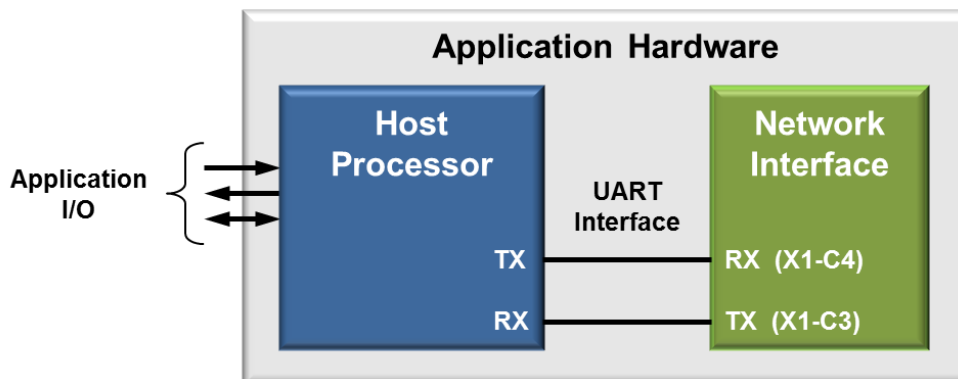 Application Hardware
Host
Processor
Network
Interface
Application
I/O
UART
Interface
TX
RX (X1-C4)
RX
TX (X1-C3)